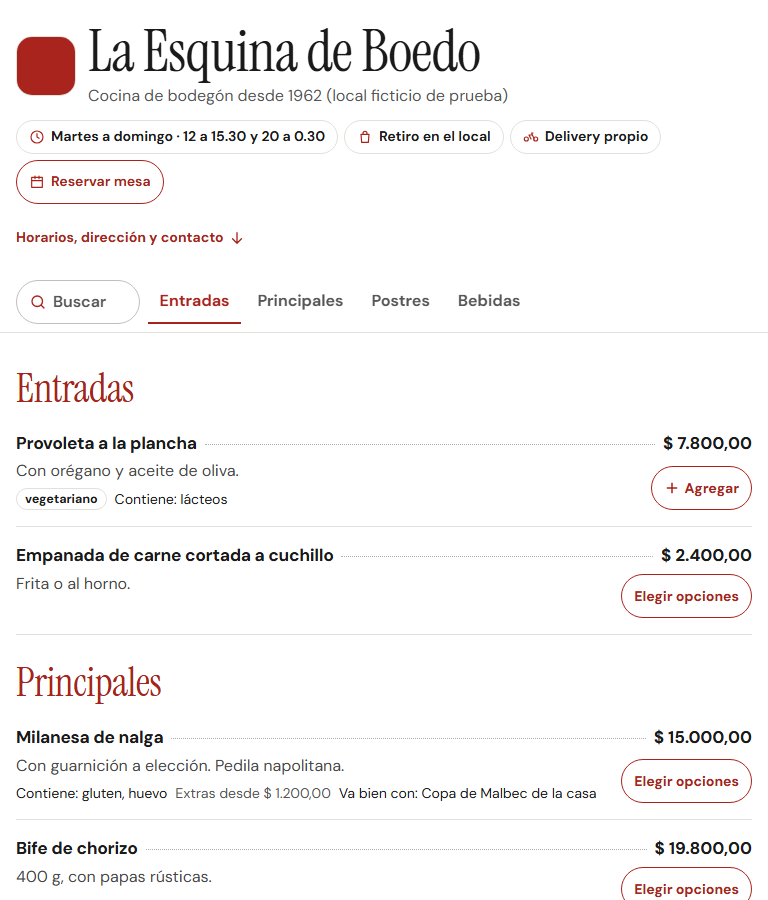 La Esquina de Boedo
Cocina de bodegón desde 1962 (local ficticio de prueba)
Martes a domingo · 12 a 15.30 y 20 a 0.30
Retiro en el local
Delivery propio
Reservar mesa
Horarios, dirección y contacto
Buscar
Entradas
Principales
Postres
Bebidas
Entradas
Provoleta a la plancha
$ 7.800,00
Con orégano y aceite de oliva.
vegetariano
Contiene: lácteos
Agregar
Empanada de carne cortada a cuchillo
$ 2.400,00
Frita o al horno.
Elegir opciones
Principales
Milanesa de nalga
$ 15.000,00
Con guarnición a elección. Pedila napolitana.
Contiene: gluten, huevo
Extras desde $ 1.200,00
Va bien con: Copa de Malbec de la casa
Elegir opciones
Bife de chorizo
$ 19.800,00
400 g, con papas rústicas.
Elegir opciones